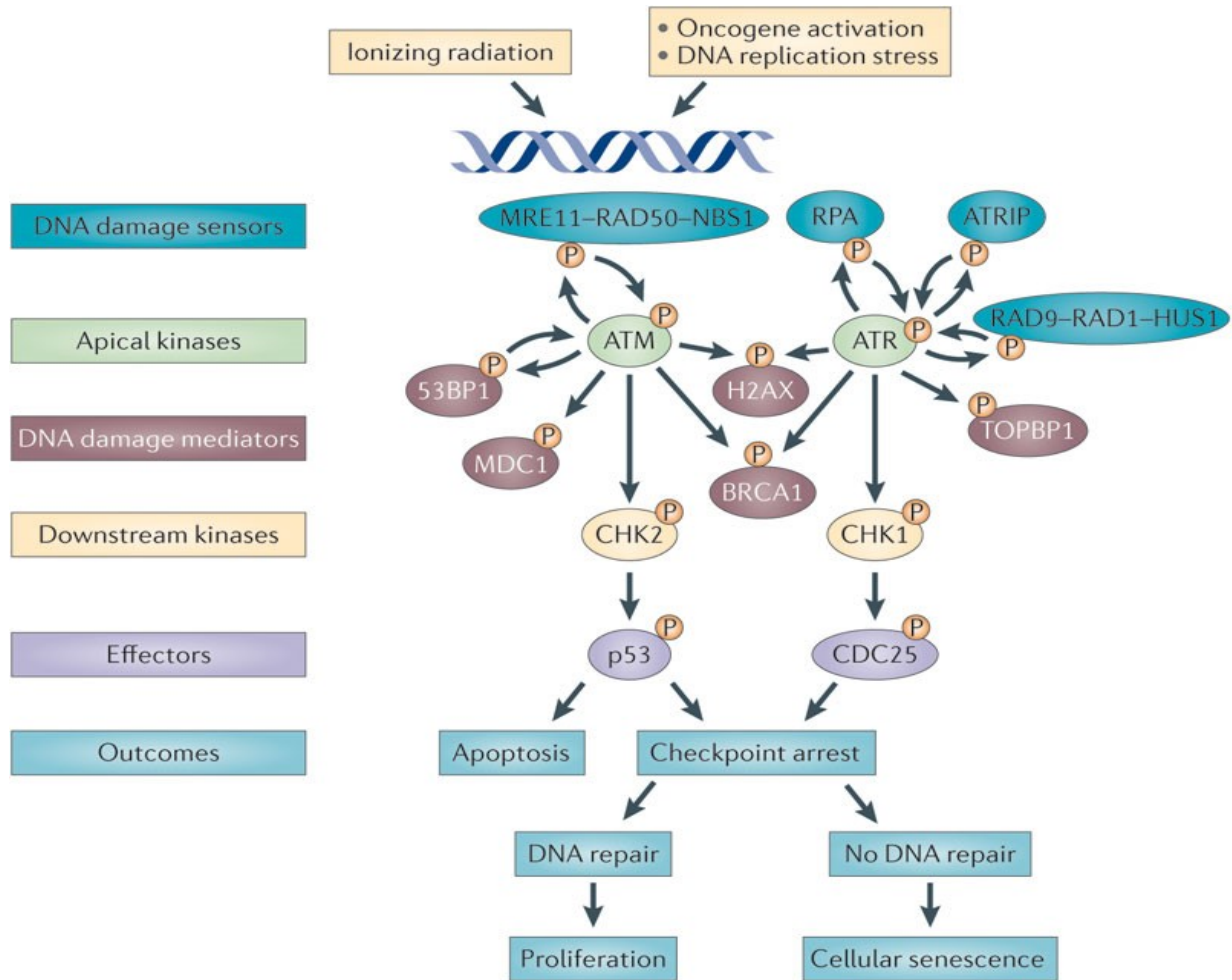 Ionizing radiation
• Oncogene activation
• DNA replication stress
DNA damage sensors
MRE11–RAD50–NBS1
RPA
ATRIP
P
P
P
RAD9–RAD1–HUS1
P
Apical kinases
ATM
P
ATR
P
53BP1
P
H2AX
P
DNA damage mediators
MDC1
P
BRCA1
P
TOPBP1
P
Downstream kinases
CHK2
P
CHK1
P
Effectors
p53
P
CDC25
P
Outcomes
Apoptosis
Checkpoint arrest
DNA repair
No DNA repair
Proliferation
Cellular senescence